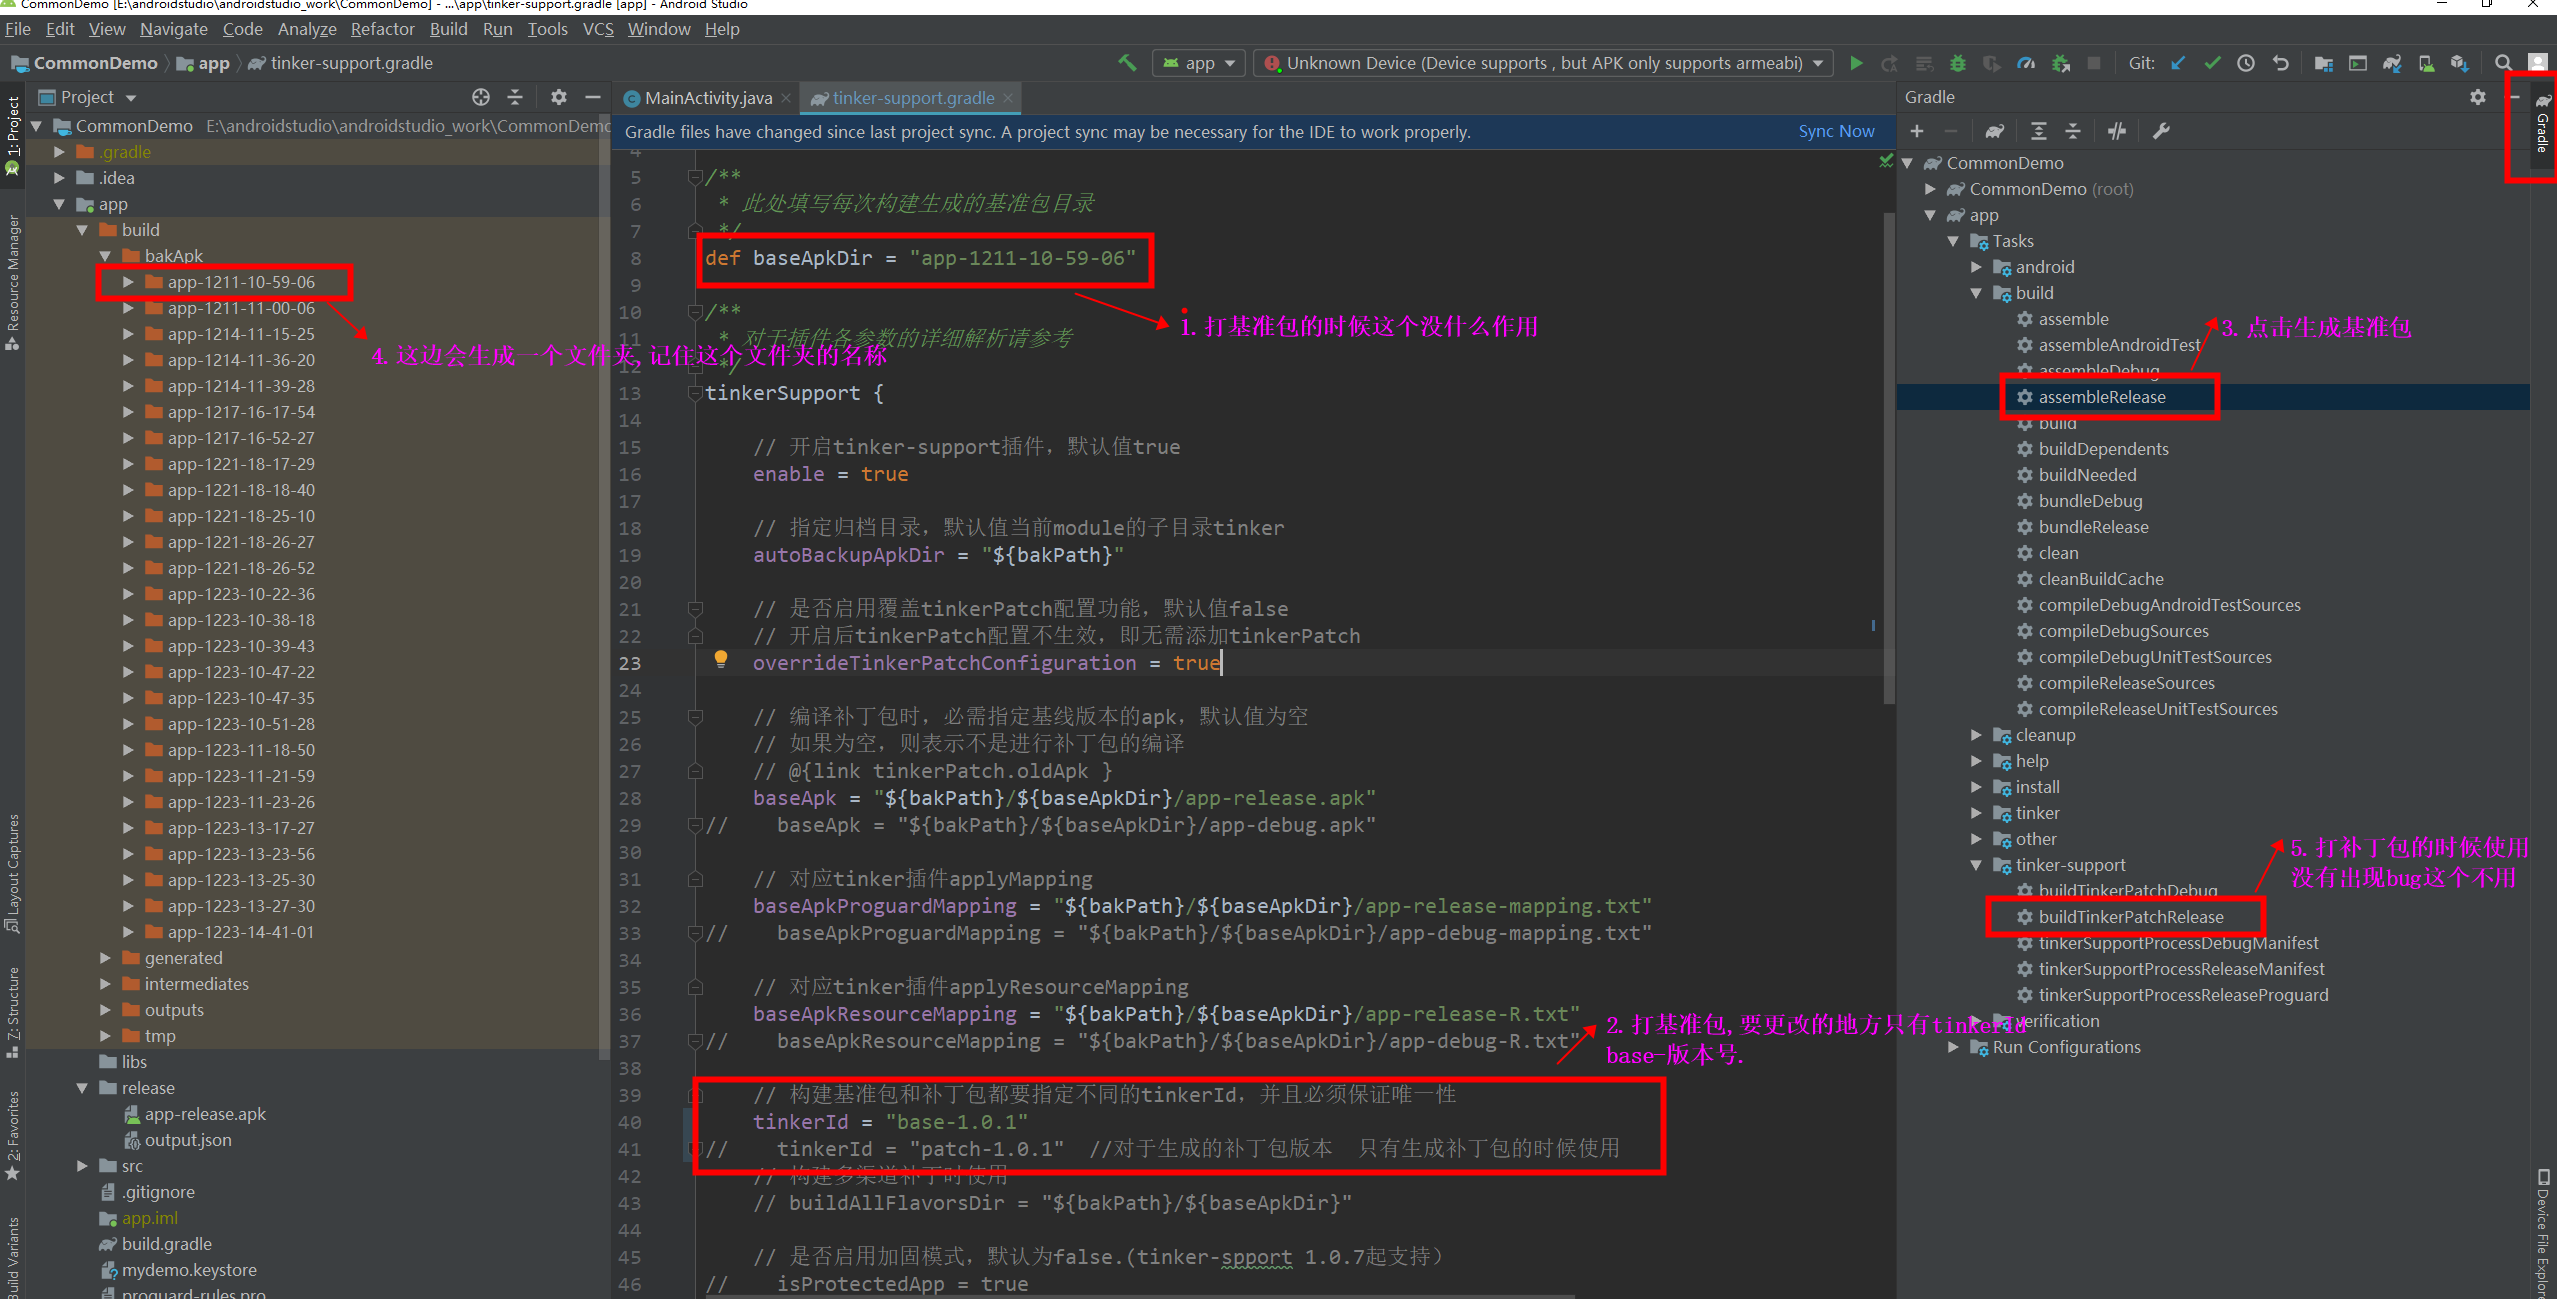 CommonDemo [E:\androidstudio\androidstudio_work\CommonDemo] - ...\app\tinker-support.gradle [app] - Android Studio
File Edit View Navigate Code Analyze Refactor Build Run Tools VCS Window Help
CommonDemo app tinker-support.gradle
app
Unknown Device (Device supports , but APK only supports armeabi)
Git:
1: Project
Resource Manager
Layout Captures
Z: Structure
2: Favorites
Build Variants
Project
CommonDemo E:\androidstudio\androidstudio_work\CommonDemo
.gradle
.idea
app
build
bakApk
app-1211-10-59-06
app-1211-11-00-06
app-1214-11-15-25
app-1214-11-36-20
app-1214-11-39-28
app-1217-16-17-54
app-1217-16-52-27
app-1221-18-17-29
app-1221-18-18-40
app-1221-18-25-10
app-1221-18-26-27
app-1221-18-26-52
app-1223-10-22-36
app-1223-10-38-18
app-1223-10-39-43
app-1223-10-47-22
app-1223-10-47-35
app-1223-10-51-28
app-1223-11-18-50
app-1223-11-21-59
app-1223-11-23-26
app-1223-13-17-27
app-1223-13-23-56
app-1223-13-25-30
app-1223-13-27-30
app-1223-14-41-01
generated
intermediates
outputs
tmp
libs
release
app-release.apk
output.json
src
.gitignore
app.iml
build.gradle
mydemo.keystore
proguard-rules.pro
4. 这边会生成一个文件夹, 记住这个文件夹的名称
MainActivity.java
tinker-support.gradle
Gradle files have changed since last project sync. A project sync may be necessary for the IDE to work properly.
Sync Now
4
5 /**
6 * 此处填写每次构建生成的基准包目录
7 */
8 def baseApkDir = "app-1211-10-59-06"
9
1. 打基准包的时候这个没什么作用
10 /**
11 * 对于插件各参数的详细解析请参考
12 */
13 tinkerSupport {
14
15 // 开启tinker-support插件，默认值true
16 enable = true
17
18 // 指定归档目录，默认值当前module的子目录tinker
19 autoBackupApkDir = "${bakPath}"
20
21 // 是否启用覆盖tinkerPatch配置功能，默认值false
22 // 开启后tinkerPatch配置不生效，即无需添加tinkerPatch
23 overrideTinkerPatchConfiguration = true
24
25 // 编译补丁包时，必需指定基线版本的apk，默认值为空
26 // 如果为空，则表示不是进行补丁包的编译
27 // @{link tinkerPatch.oldApk }
28 baseApk = "${bakPath}/${baseApkDir}/app-release.apk"
29 // baseApk = "${bakPath}/${baseApkDir}/app-debug.apk"
30
31 // 对应tinker插件applyMapping
32 baseApkProguardMapping = "${bakPath}/${baseApkDir}/app-release-mapping.txt"
33 // baseApkProguardMapping = "${bakPath}/${baseApkDir}/app-debug-mapping.txt"
34
35 // 对应tinker插件applyResourceMapping
36 baseApkResourceMapping = "${bakPath}/${baseApkDir}/app-release-R.txt"
37 // baseApkResourceMapping = "${bakPath}/${baseApkDir}/app-debug-R.txt"
38
2. 打基准包, 要更改的地方只有tinkerId
base-版本号.
39 // 构建基准包和补丁包都要指定不同的tinkerId，并且必须保证唯一性
40 tinkerId = "base-1.0.1"
41 // tinkerId = "patch-1.0.1" //对于生成的补丁包版本 只有生成补丁包的时候使用
42 // 构建多渠道补丁时使用
43 // buildAllFlavorsDir = "${bakPath}/${baseApkDir}"
44
45 // 是否启用加固模式，默认为false.(tinker-spport 1.0.7起支持）
46 // isProtectedApp = true
Gradle
CommonDemo
CommonDemo (root)
app
Tasks
android
build
assemble
assembleAndroidTest
assembleDebug
assembleRelease
build
buildDependents
buildNeeded
bundleDebug
bundleRelease
clean
cleanBuildCache
compileDebugAndroidTestSources
compileDebugSources
compileDebugUnitTestSources
compileReleaseSources
compileReleaseUnitTestSources
cleanup
help
install
tinker
other
tinker-support
buildTinkerPatchDebug
buildTinkerPatchRelease
tinkerSupportProcessDebugManifest
tinkerSupportProcessReleaseManifest
tinkerSupportProcessReleaseProguard
verification
Run Configurations
3. 点击生成基准包
5. 打补丁包的时候使用
没有出现bug这个不用
Gradle
Device File Explorer